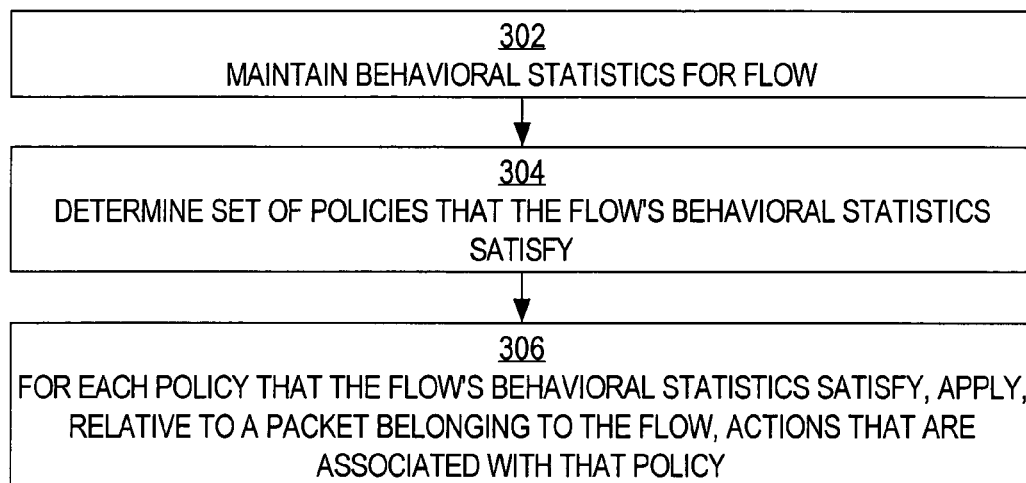 302
MAINTAIN BEHAVIORAL STATISTICS FOR FLOW
304
DETERMINE SET OF POLICIES THAT THE FLOW'S BEHAVIORAL STATISTICS
SATISFY
306
FOR EACH POLICY THAT THE FLOW'S BEHAVIORAL STATISTICS SATISFY, APPLY,
RELATIVE TO A PACKET BELONGING TO THE FLOW, ACTIONS THAT ARE
ASSOCIATED WITH THAT POLICY